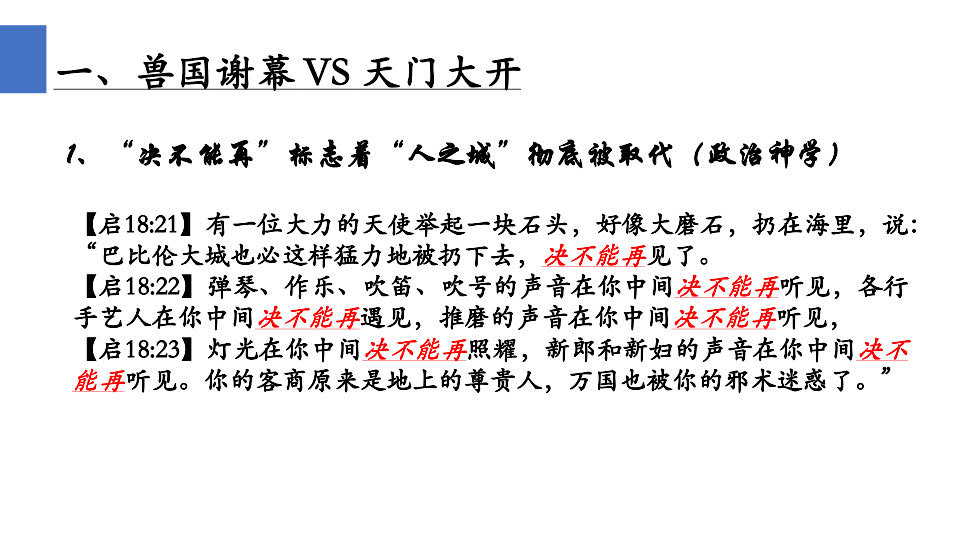 一、兽国谢幕 VS 天门大开
1、“决不能再”标志着“人之城”彻底被取代（政治神学）
【启18:21】有一位大力的天使举起一块石头，好像大磨石，扔在海里，说：
“巴比伦大城也必这样猛力地被扔下去，决不能再见了。
【启18:22】弹琴、作乐、吹笛、吹号的声音在你中间决不能再听见，各行
手艺人在你中间决不能再遇见，推磨的声音在你中间决不能再听见，
【启18:23】灯光在你中间决不能再照耀，新郎和新妇的声音在你中间决不
能再听见。你的客商原来是地上的尊贵人，万国也被你的邪术迷惑了。”